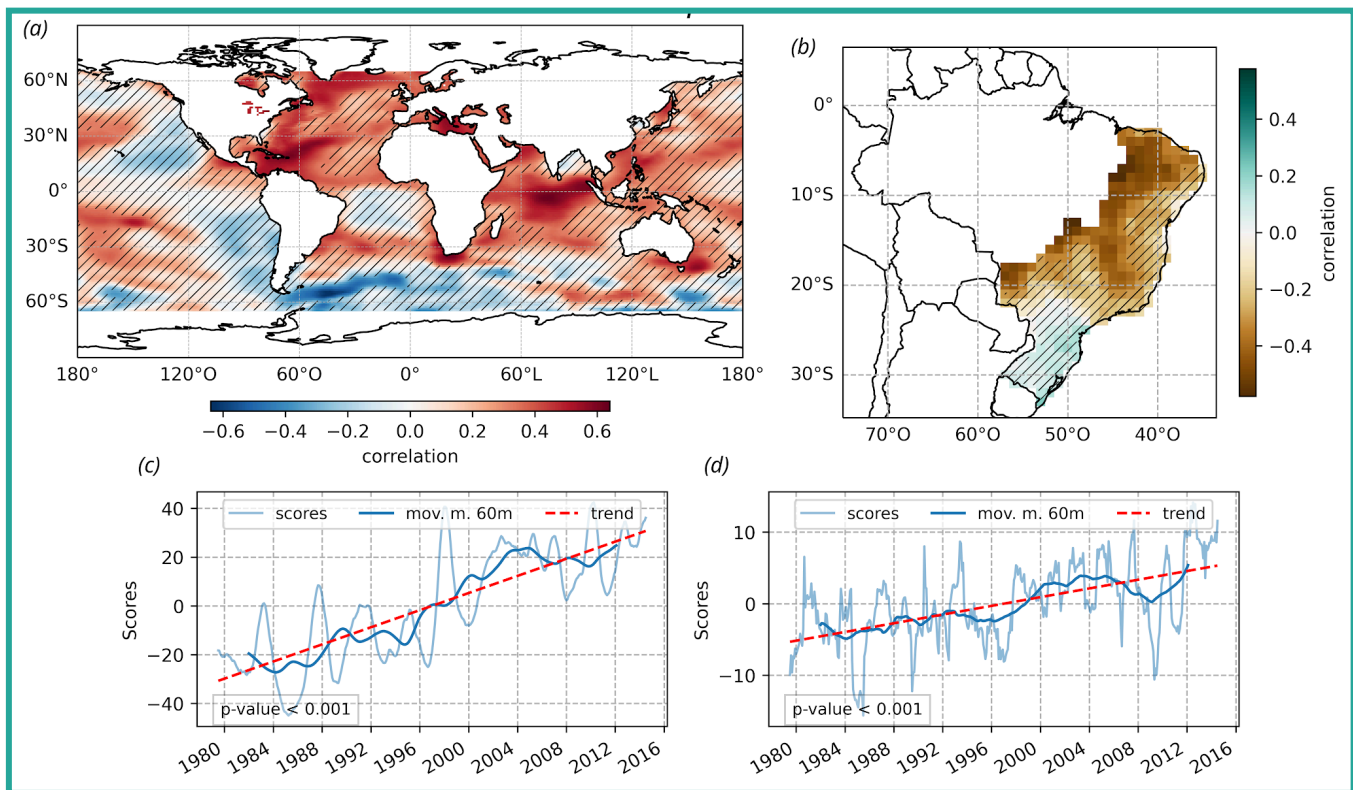 (a)
60°N
30°N
0°
30°S
60°S
180° 120°O 60°O 0° 60°L 120°L 180°
−0.6 −0.4 −0.2 0.0 0.2 0.4 0.6
correlation
(b)
0°
10°S
20°S
30°S
70°O 60°O 50°O 40°O
0.4
0.2
0.0
−0.2
−0.4
correlation
(c)
scores mov. m. 60m trend
40
20
0
−20
−40
Scores
p-value < 0.001
1980 1984 1988 1992 1996 2000 2004 2008 2012 2016
(d)
scores mov. m. 60m trend
10
0
−10
Scores
p-value < 0.001
1980 1984 1988 1992 1996 2000 2004 2008 2012 2016